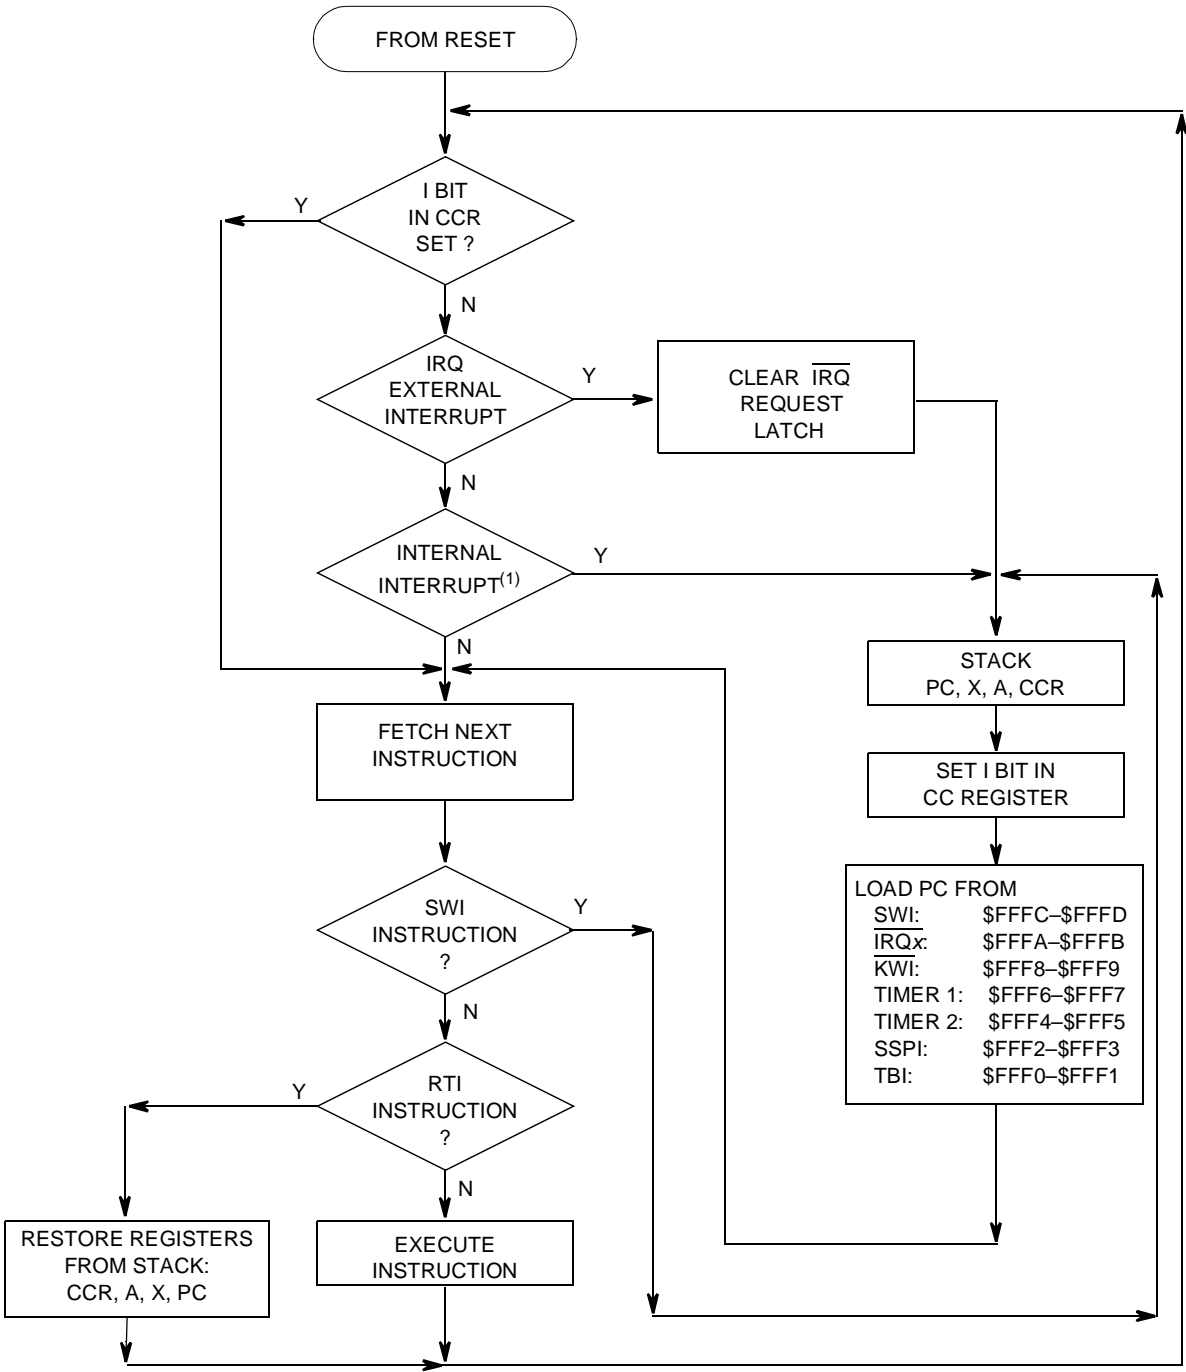 FROM RESET
Y
I BIT
IN CCR
SET ?
N
IRQ
EXTERNAL
INTERRUPT
Y
CLEAR IRQ
REQUEST
LATCH
N
INTERNAL
INTERRUPT(1)
Y
N
STACK
PC, X, A, CCR
FETCH NEXT
INSTRUCTION
SET I BIT IN
CC REGISTER
LOAD PC FROM
SWI: $FFFC–$FFFD
IRQx: $FFFA–$FFFB
KWI: $FFF8–$FFF9
TIMER 1: $FFF6–$FFF7
TIMER 2: $FFF4–$FFF5
SSPI: $FFF2–$FFF3
TBI: $FFF0–$FFF1
SWI
INSTRUCTION
?
Y
N
Y
RTI
INSTRUCTION
?
N
RESTORE REGISTERS
FROM STACK:
CCR, A, X, PC
EXECUTE
INSTRUCTION